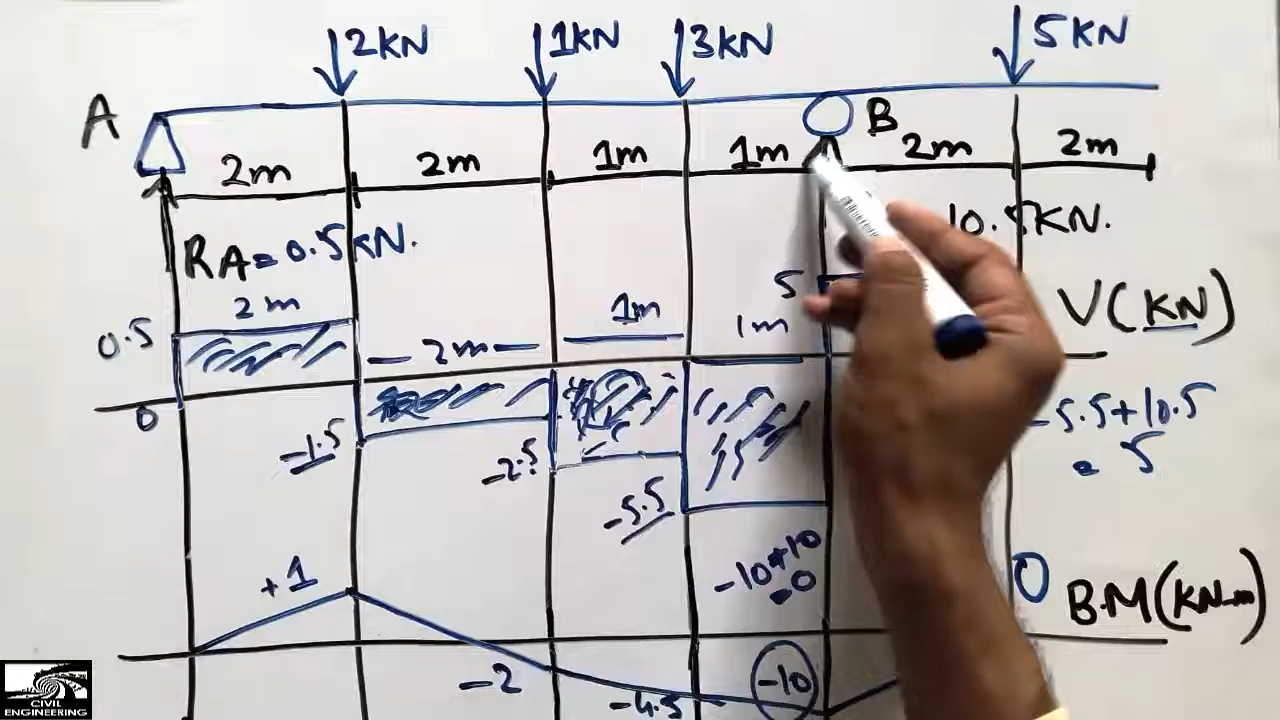 2KN 1KN 3KN 5KN
A B
2m 2m 1m 1m 2m 2m
RA=0.5KN. 10.5KN.
2m 1m 5
1m V(KN)
0.5 2m
0
-1.5 -5.5+10.5
-2.5 = 5
-5.5
-10+10
=0
+1 0 B.M(KN-m)
-2 -4.5 -10
CIVIL
ENGINEERING